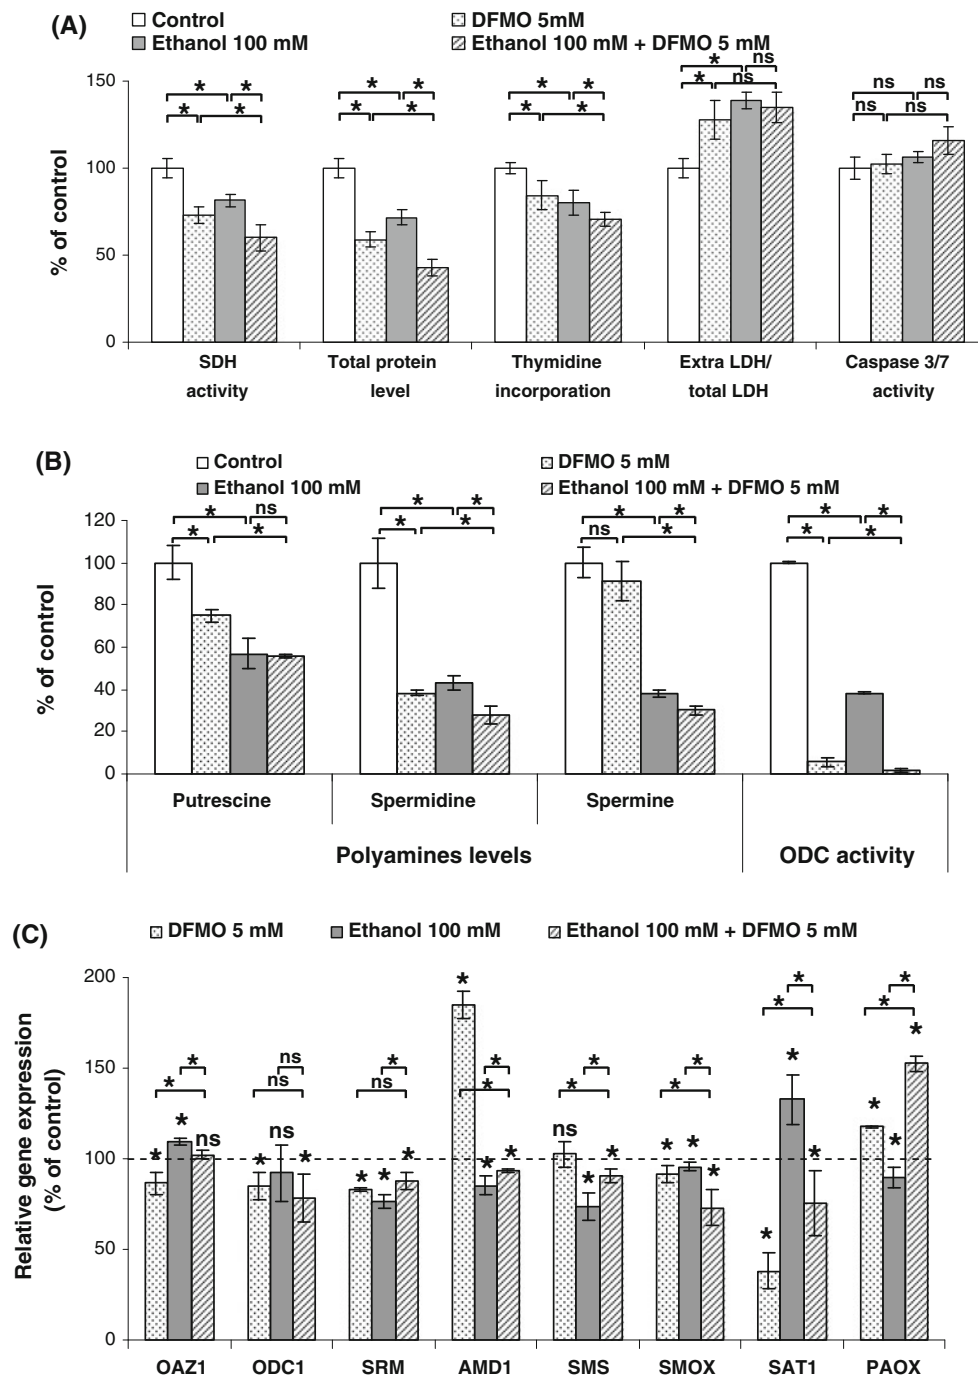 (A)
Control
DFMO 5mM
Ethanol 100 mM
Ethanol 100 mM + DFMO 5 mM
% of control
150
100
50
0
* * * *
* * * *
* * * *
* ns * ns
ns ns ns ns
SDH activity
Total protein level
Thymidine incorporation
Extra LDH/ total LDH
Caspase 3/7 activity
(B)
Control
DFMO 5 mM
Ethanol 100 mM
Ethanol 100 mM + DFMO 5 mM
% of control
120
100
80
60
40
20
0
* ns * *
* * * *
* * ns *
* * * *
Putrescine
Spermidine
Spermine
Polyamines levels
ODC activity
(C)
DFMO 5 mM
Ethanol 100 mM
Ethanol 100 mM + DFMO 5 mM
Relative gene expression
(% of control)
200
150
100
50
0
* * * * ns
ns ns * ns *
* ns * * *
* * * * *
* * ns * *
* * * * *
* * * * *
* * * * *
OAZ1
ODC1
SRM
AMD1
SMS
SMOX
SAT1
PAOX